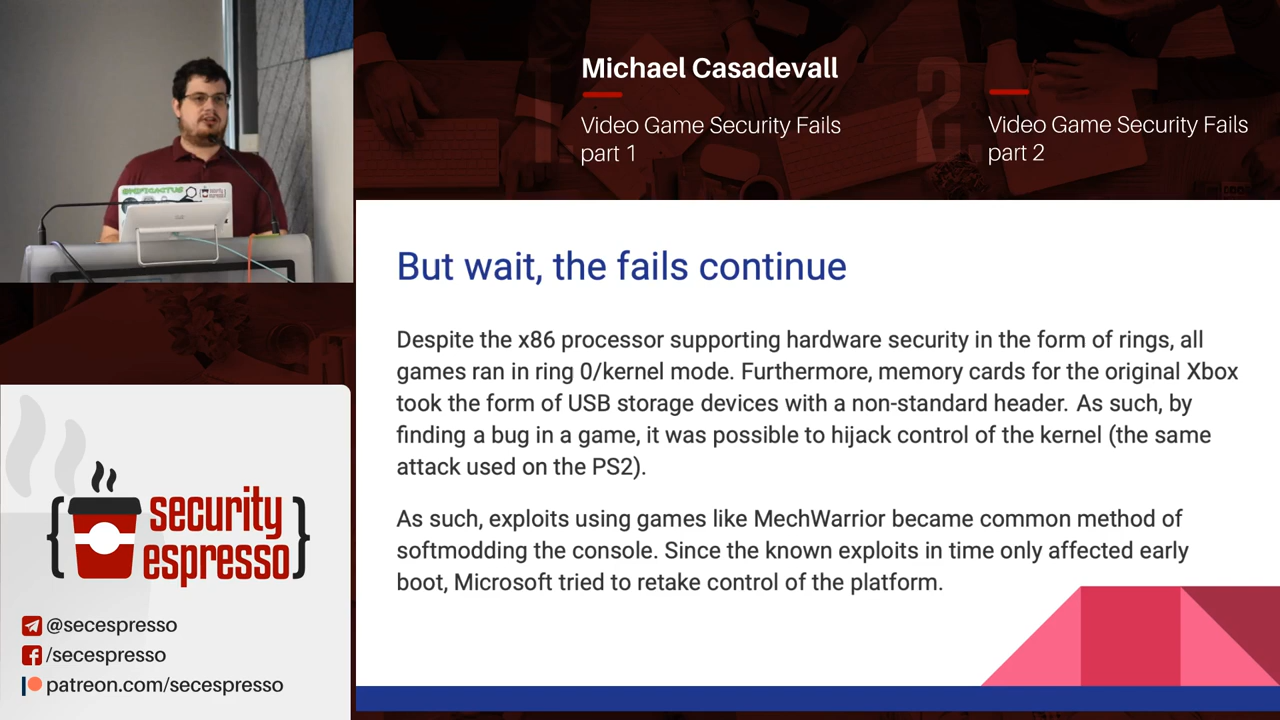 Michael Casadevall
1.
Video Game Security Fails
part 1
2.
Video Game Security Fails
part 2
But wait, the fails continue
Despite the x86 processor supporting hardware security in the form of rings, all
games ran in ring 0/kernel mode. Furthermore, memory cards for the original Xbox
took the form of USB storage devices with a non-standard header. As such, by
finding a bug in a game, it was possible to hijack control of the kernel (the same
attack used on the PS2).
As such, exploits using games like MechWarrior became common method of
softmodding the console. Since the known exploits in time only affected early
boot, Microsoft tried to retake control of the platform.
{ security
espresso }
@secespresso
/secespresso
patreon.com/secespresso